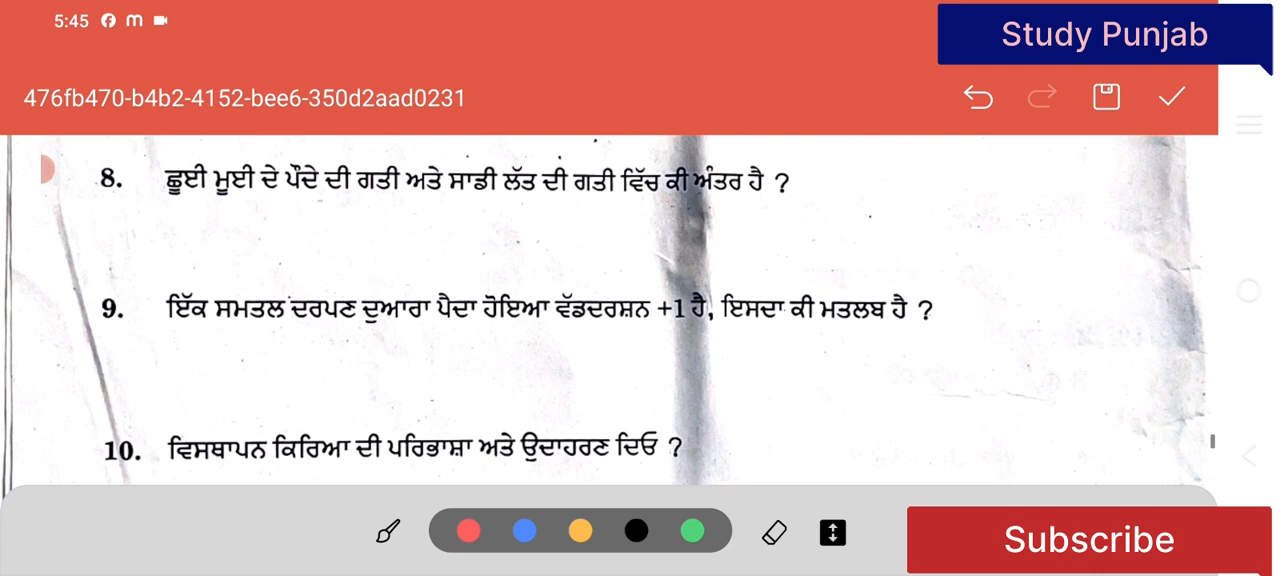 5:45
Study Punjab
476fb470-b4b2-4152-bee6-350d2aad0231
8. ਛੂਈ ਮੂਈ ਦੇ ਪੌਦੇ ਦੀ ਗਤੀ ਅਤੇ ਸਾਡੀ ਲੱਤ ਦੀ ਗਤੀ ਵਿੱਚ ਕੀ ਅੰਤਰ ਹੈ ?
9. ਇੱਕ ਸਮਤਲ ਦਰਪਣ ਦੁਆਰਾ ਪੈਦਾ ਹੋਇਆ ਵੱਡਦਰਸ਼ਨ +1 ਹੈ, ਇਸਦਾ ਕੀ ਮਤਲਬ ਹੈ ?
10. ਵਿਸਥਾਪਨ ਕਿਰਿਆ ਦੀ ਪਰਿਭਾਸ਼ਾ ਅਤੇ ਉਦਾਹਰਣ ਦਿਓ ?
Subscribe